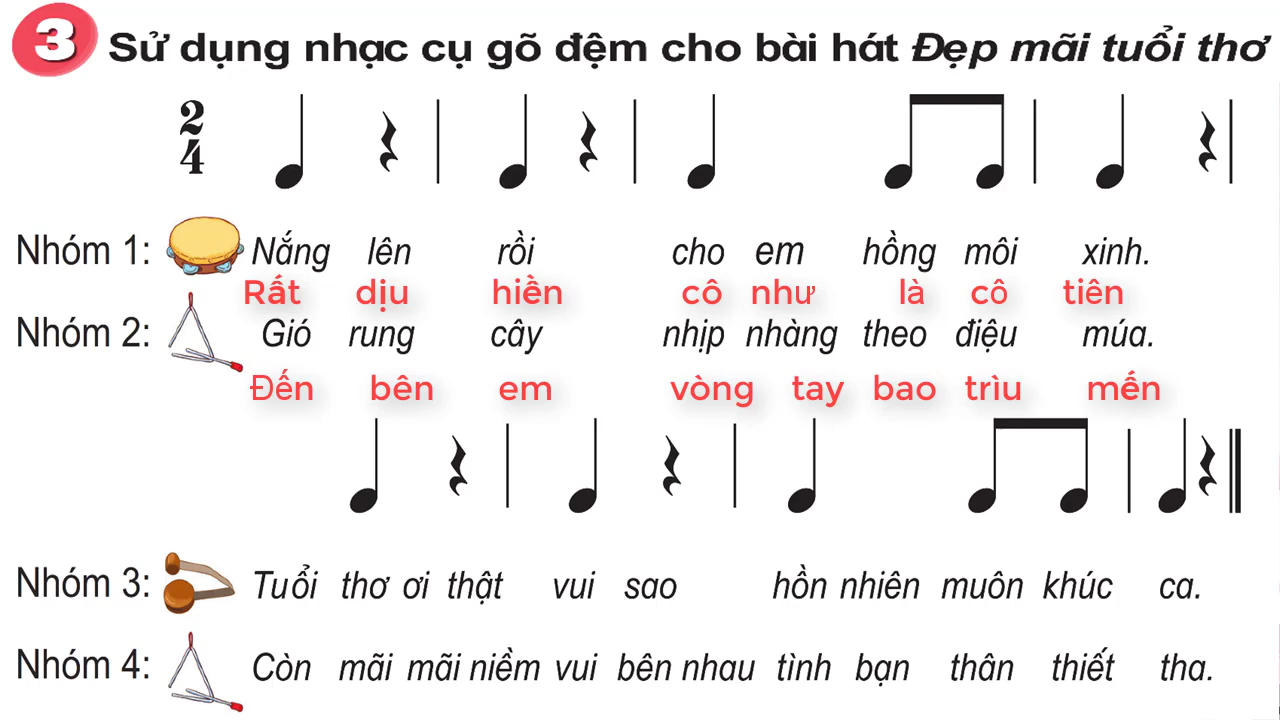 3 Sử dụng nhạc cụ gõ đệm cho bài hát Đẹp mãi tuổi thơ
2
4
Nhóm 1: Nắng lên rồi cho em hồng môi xinh.
Rất dịu hiền cô như là cô tiên
Nhóm 2: Gió rung cây nhịp nhàng theo điệu múa.
Đến bên em vòng tay bao trìu mến
Nhóm 3: Tuổi thơ ơi thật vui sao hồn nhiên muôn khúc ca.
Nhóm 4: Còn mãi mãi niềm vui bên nhau tình bạn thân thiết tha.